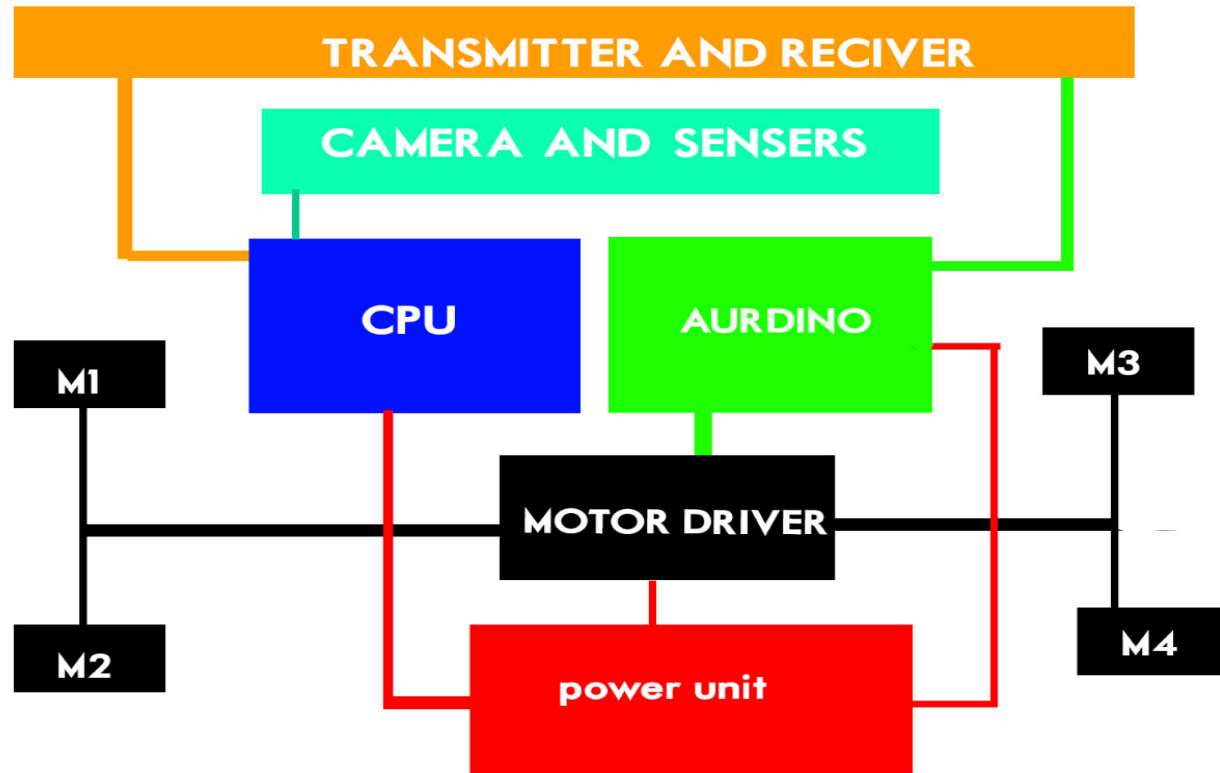 TRANSMITTER AND RECIVER
CAMERA AND SENSERS
CPU
AURDINO
M1
M3
MOTOR DRIVER
M2
M4
power unit